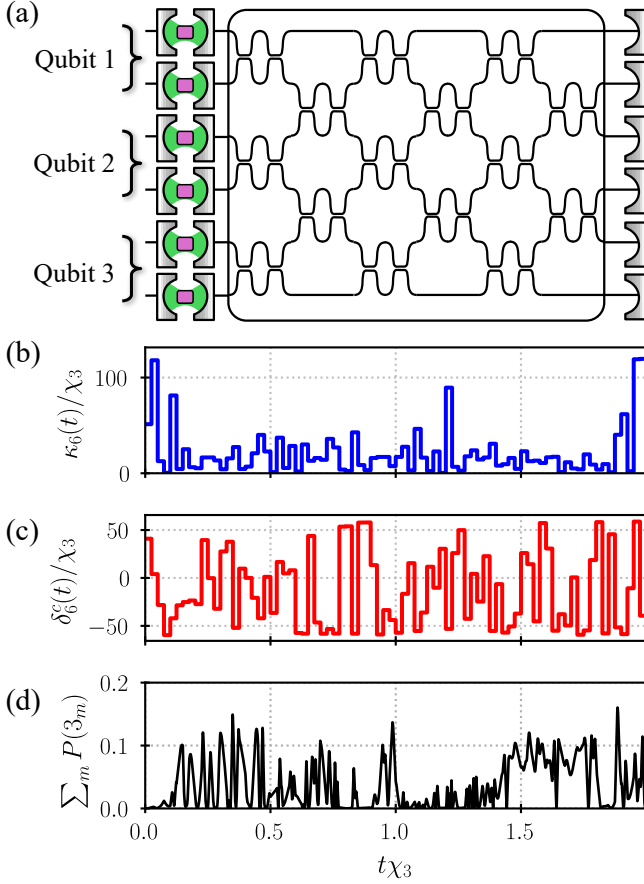 (a)
Qubit 1
Qubit 2
Qubit 3
(b)
κ₆(t)/χ₃
100
0
(c)
δ₆ᶜ(t)/χ₃
50
0
−50
(d)
∑ₘ P(3ₘ)
0.2
0.1
0.0
0.0 0.5 1.0 1.5
tχ₃